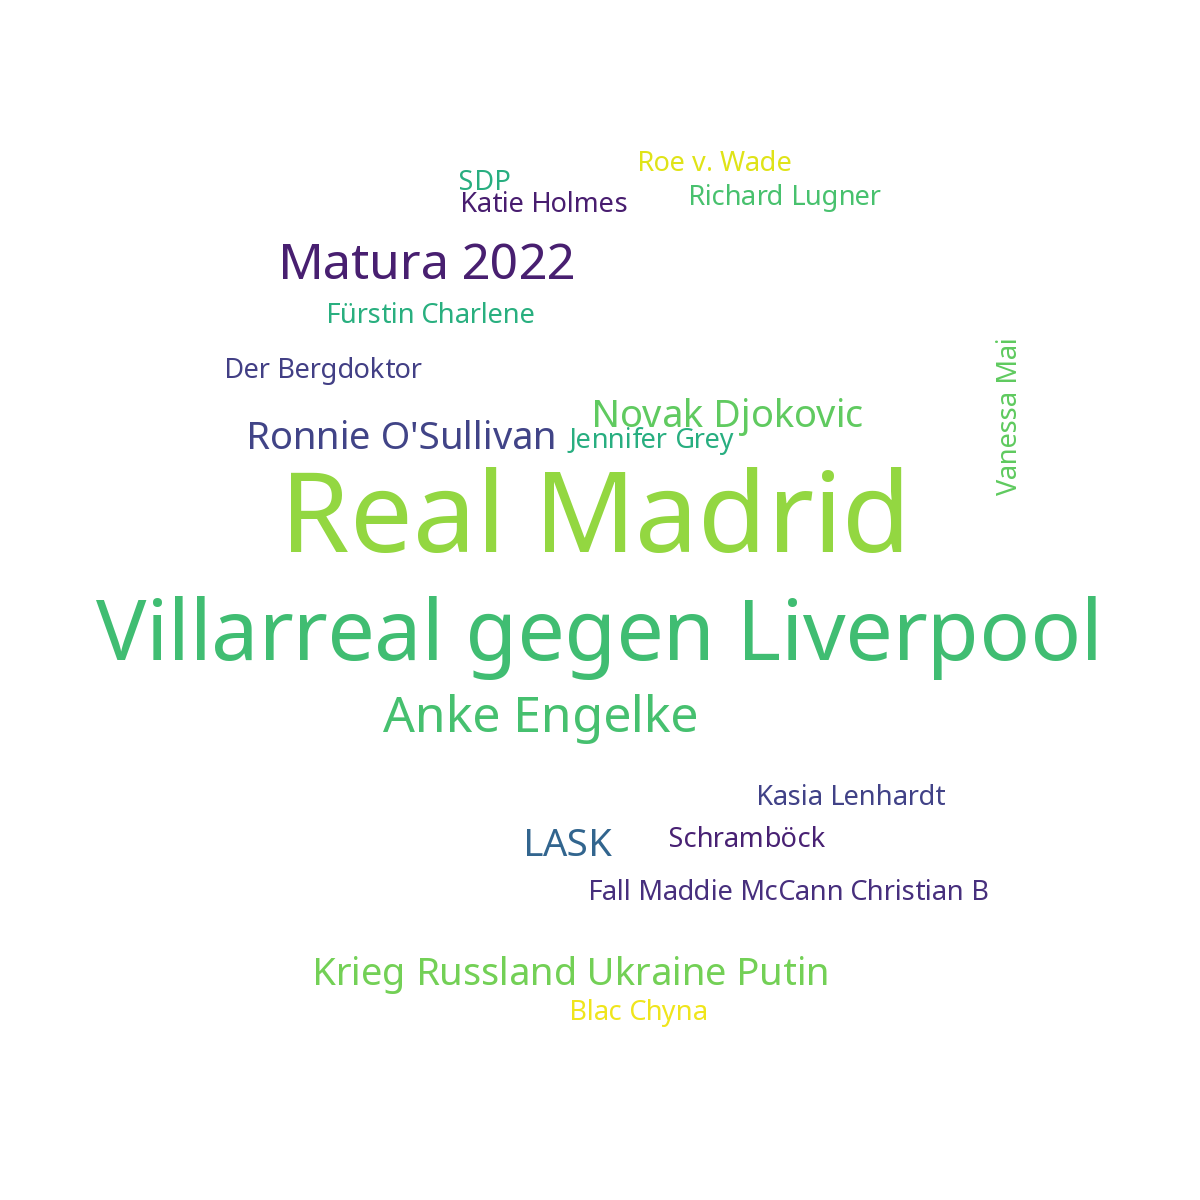 Roe v. Wade
SDP
Richard Lugner
Katie Holmes
Matura 2022
Fürstin Charlene
Der Bergdoktor
Vanessa Mai
Novak Djokovic
Ronnie O'Sullivan
Jennifer Grey
Real Madrid
Villarreal gegen Liverpool
Anke Engelke
Kasia Lenhardt
LASK
Schramböck
Fall Maddie McCann Christian B
Krieg Russland Ukraine Putin
Blac Chyna